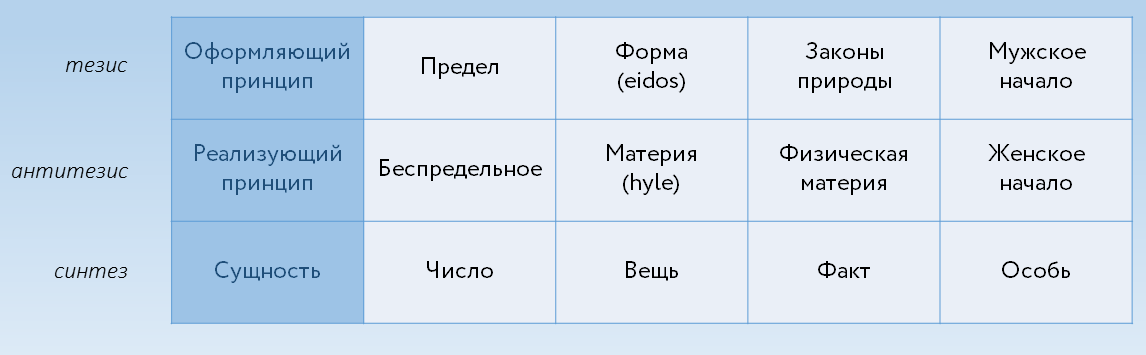 тезис
Оформляющий
принцип
Предел
Форма
(eidos)
Законы
природы
Мужское
начало
антитезис
Реализующий
принцип
Беспредельное
Материя
(hyle)
Физическая
материя
Женское
начало
синтез
Сущность
Число
Вещь
Факт
Особь